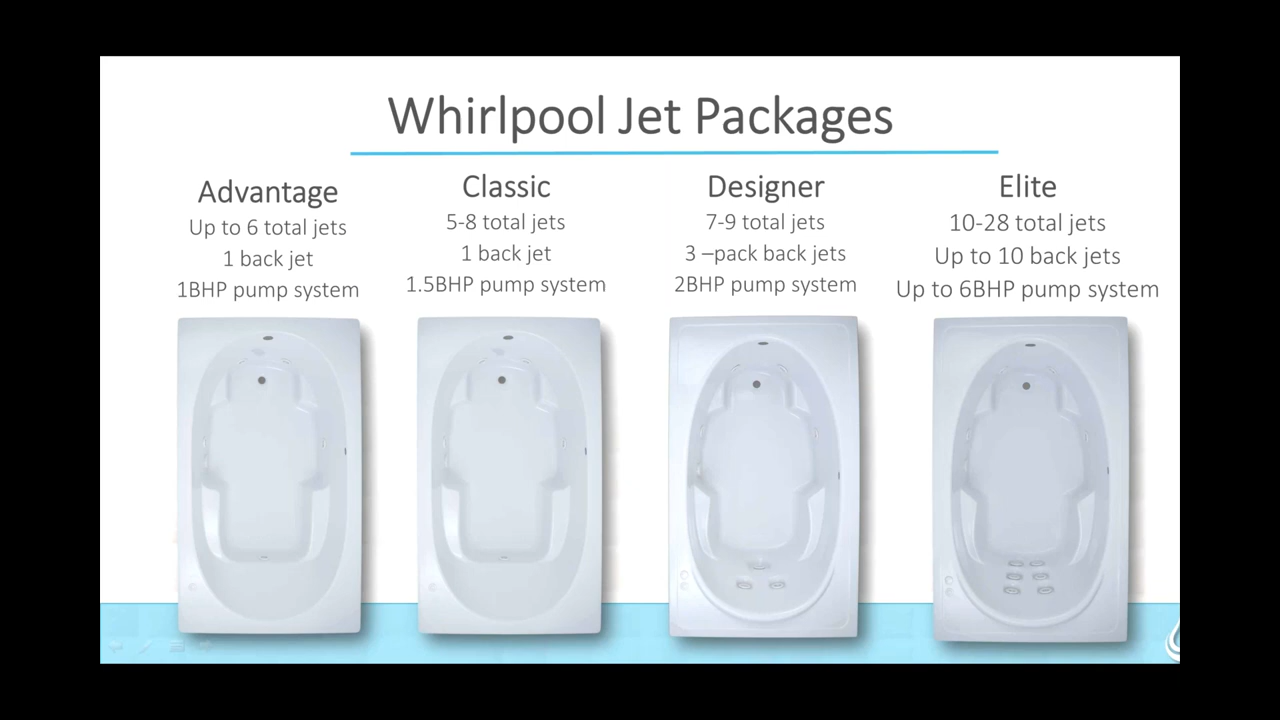 Whirlpool Jet Packages
Advantage
Up to 6 total jets
1 back jet
1BHP pump system
Classic
5-8 total jets
1 back jet
1.5BHP pump system
Designer
7-9 total jets
3 –pack back jets
2BHP pump system
Elite
10-28 total jets
Up to 10 back jets
Up to 6BHP pump system